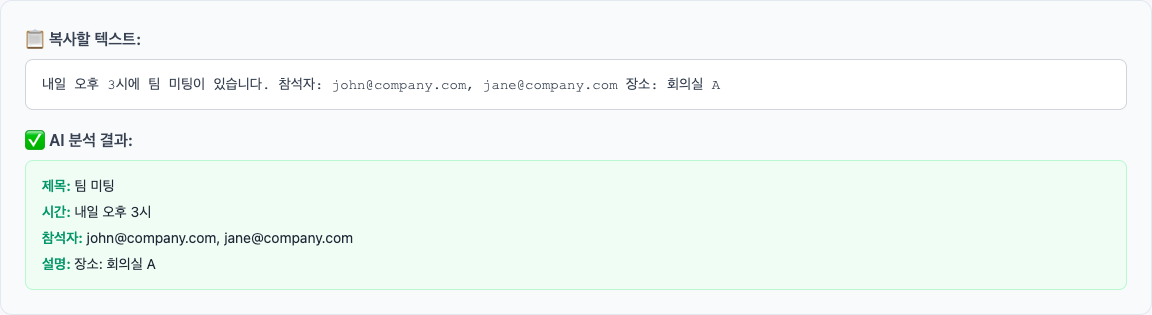 📋 복사할 텍스트:
내일 오후 3시에 팀 미팅이 있습니다. 참석자: john@company.com, jane@company.com 장소: 회의실 A
✅ AI 분석 결과:
제목: 팀 미팅
시간: 내일 오후 3시
참석자: john@company.com, jane@company.com
설명: 장소: 회의실 A